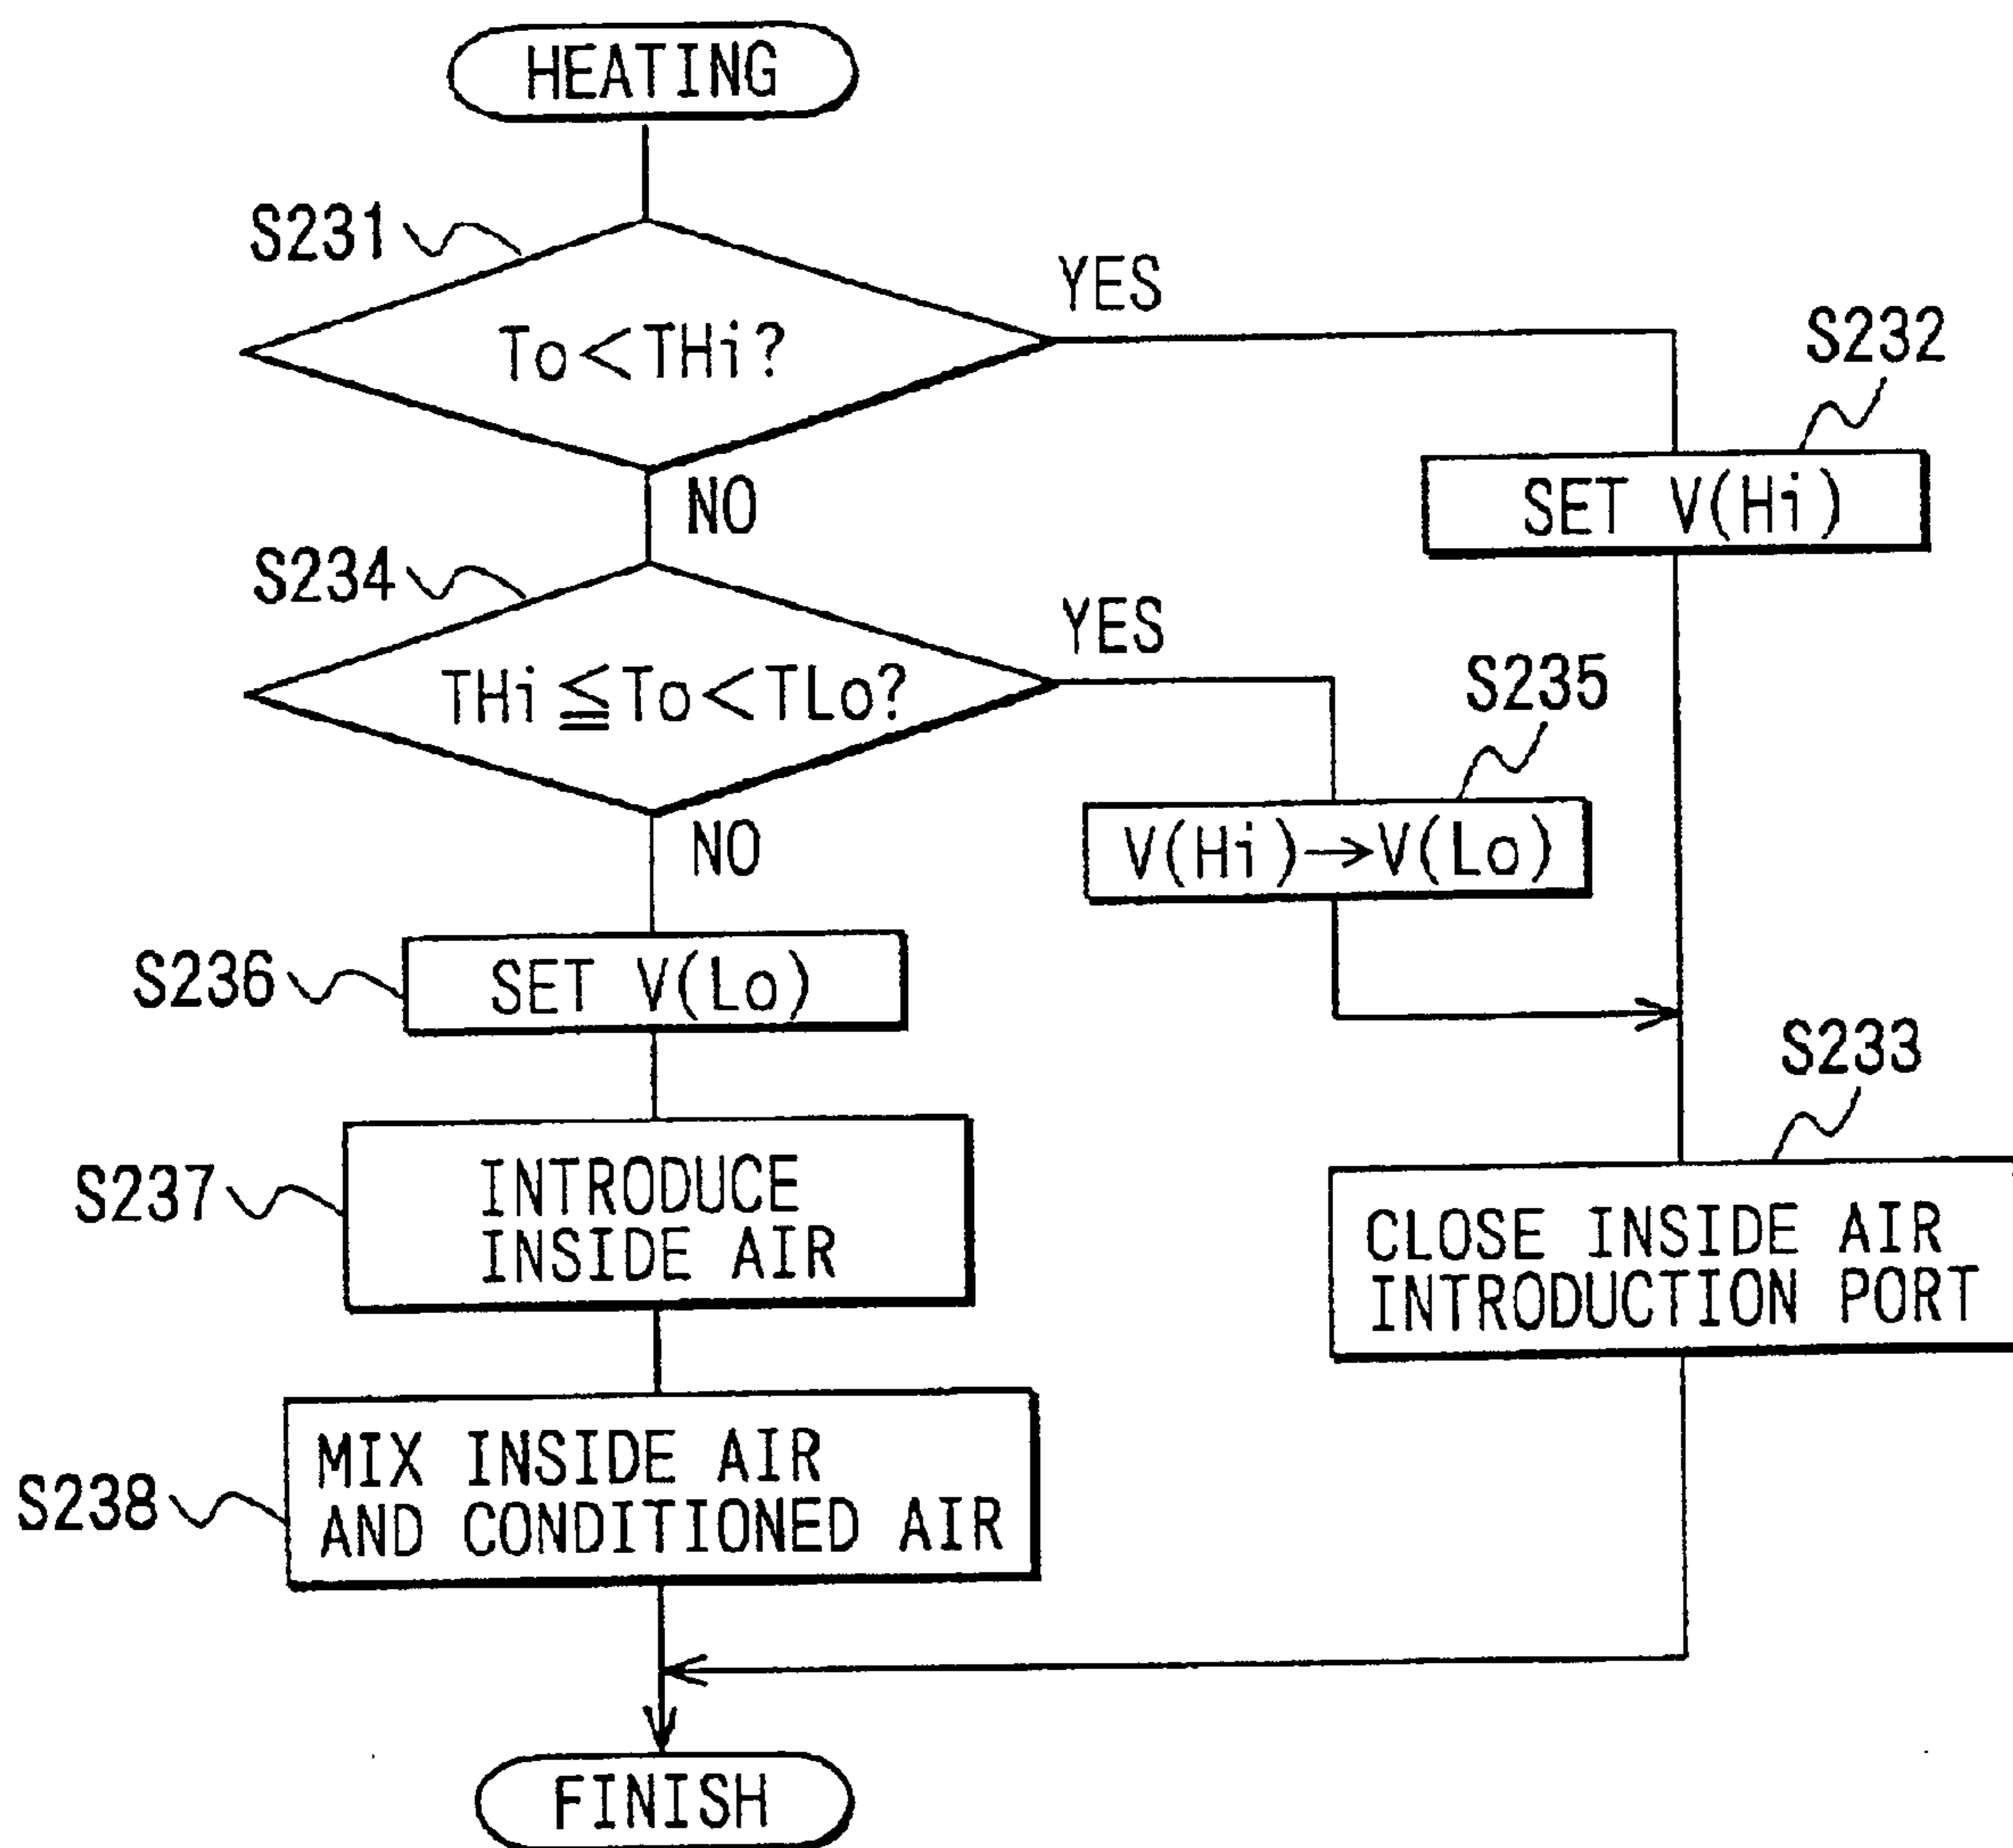 HEATING
S231
To<THi?
YES
S232
SET V(Hi)
NO
S234
THi≦To<TLo?
YES
S235
V(Hi)→V(Lo)
NO
S236
SET V(Lo)
S233
S237
INTRODUCE
INSIDE AIR
CLOSE INSIDE AIR
INTRODUCTION PORT
S238
MIX INSIDE AIR
AND CONDITIONED AIR
FINISH